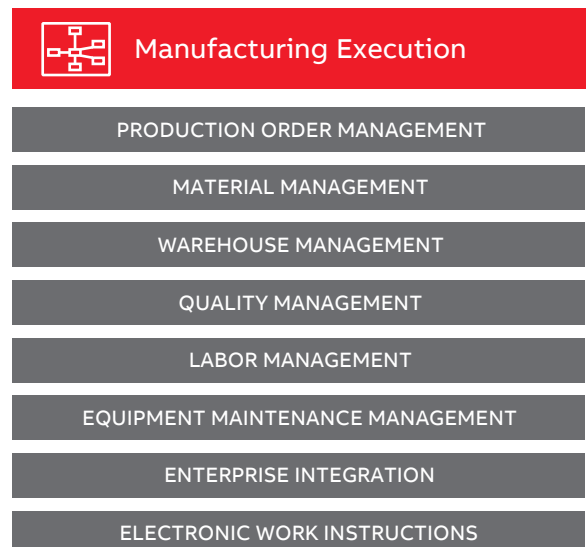 Manufacturing Execution
PRODUCTION ORDER MANAGEMENT
MATERIAL MANAGEMENT
WAREHOUSE MANAGEMENT
QUALITY MANAGEMENT
LABOR MANAGEMENT
EQUIPMENT MAINTENANCE MANAGEMENT
ENTERPRISE INTEGRATION
ELECTRONIC WORK INSTRUCTIONS